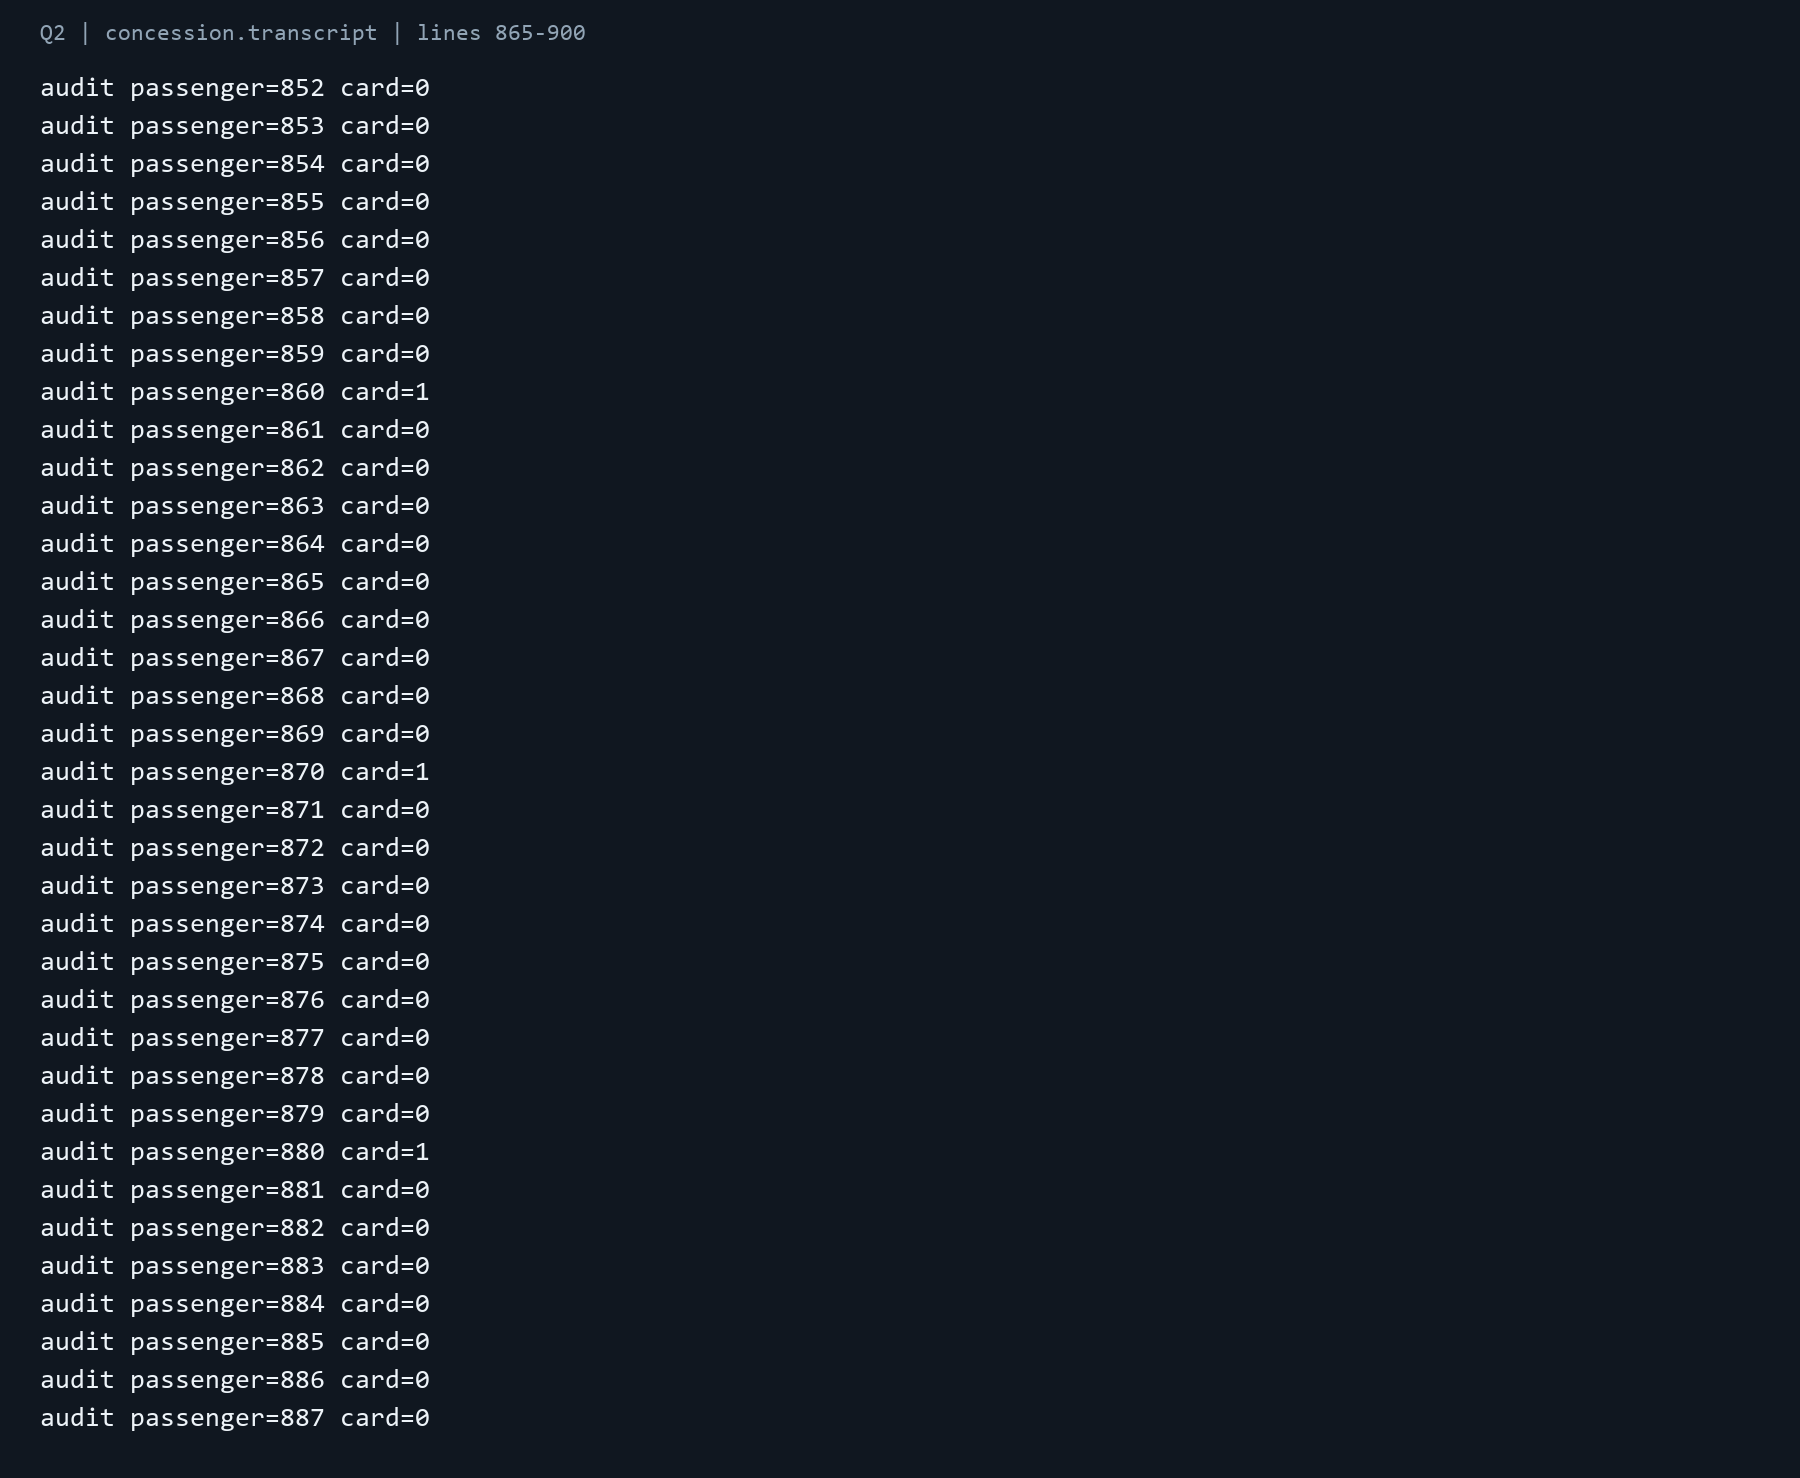 Q2 | concession.transcript | lines 865-900
audit passenger=852 card=0
audit passenger=853 card=0
audit passenger=854 card=0
audit passenger=855 card=0
audit passenger=856 card=0
audit passenger=857 card=0
audit passenger=858 card=0
audit passenger=859 card=0
audit passenger=860 card=1
audit passenger=861 card=0
audit passenger=862 card=0
audit passenger=863 card=0
audit passenger=864 card=0
audit passenger=865 card=0
audit passenger=866 card=0
audit passenger=867 card=0
audit passenger=868 card=0
audit passenger=869 card=0
audit passenger=870 card=1
audit passenger=871 card=0
audit passenger=872 card=0
audit passenger=873 card=0
audit passenger=874 card=0
audit passenger=875 card=0
audit passenger=876 card=0
audit passenger=877 card=0
audit passenger=878 card=0
audit passenger=879 card=0
audit passenger=880 card=1
audit passenger=881 card=0
audit passenger=882 card=0
audit passenger=883 card=0
audit passenger=884 card=0
audit passenger=885 card=0
audit passenger=886 card=0
audit passenger=887 card=0